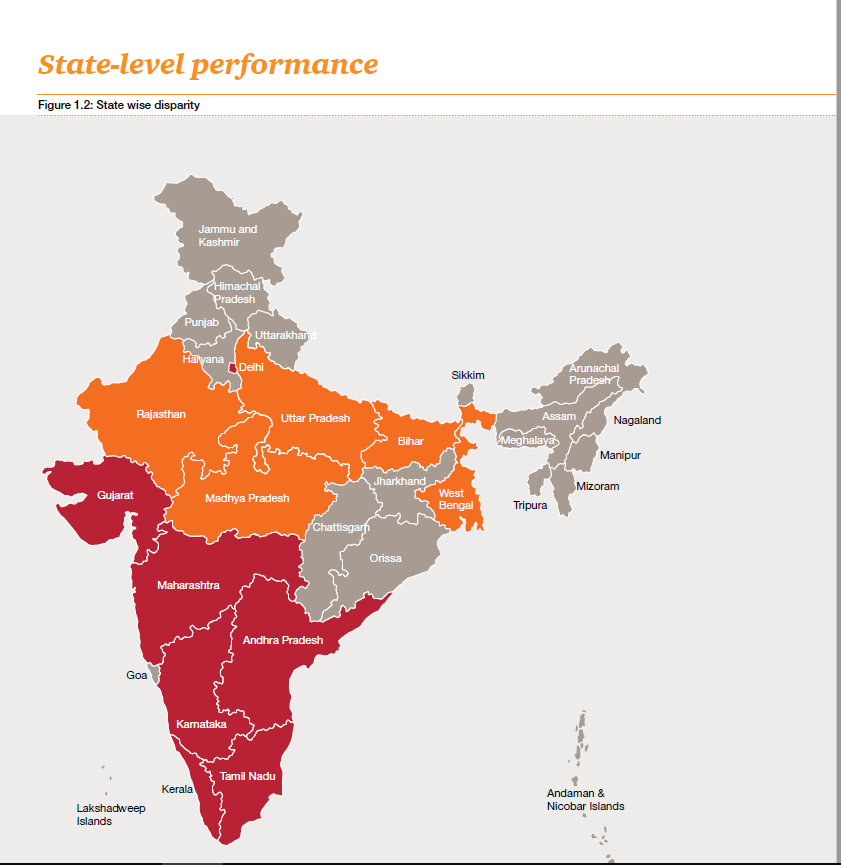 State-level performance
Figure 1.2: State wise disparity
Jammu and
Kashmir
Himachal
Pradesh
Punjab
Uttarakhand
Haryana
Delhi
Sikkim
Arunachal
Pradesh
Rajasthan
Uttar Pradesh
Assam
Nagaland
Bihar
Meghalaya
Manipur
Jharkhand
Mizoram
Gujarat
Madhya Pradesh
West
Bengal
Tripura
Chattisgarh
Orissa
Maharashtra
Andhra Pradesh
Goa
Karnataka
Tamil Nadu
Kerala
Andaman &
Nicobar Islands
Lakshadweep
Islands